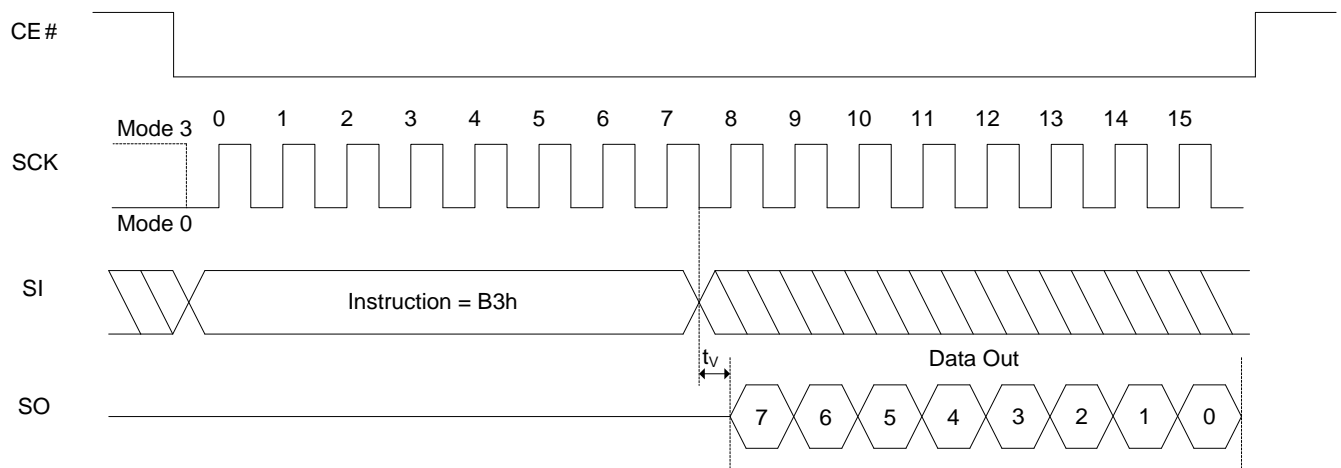 CE #
Mode 3
0 1 2 3 4 5 6 7 8 9 10 11 12 13 14 15
SCK
Mode 0
SI
Instruction = B3h
tV
Data Out
SO
7 6 5 4 3 2 1 0